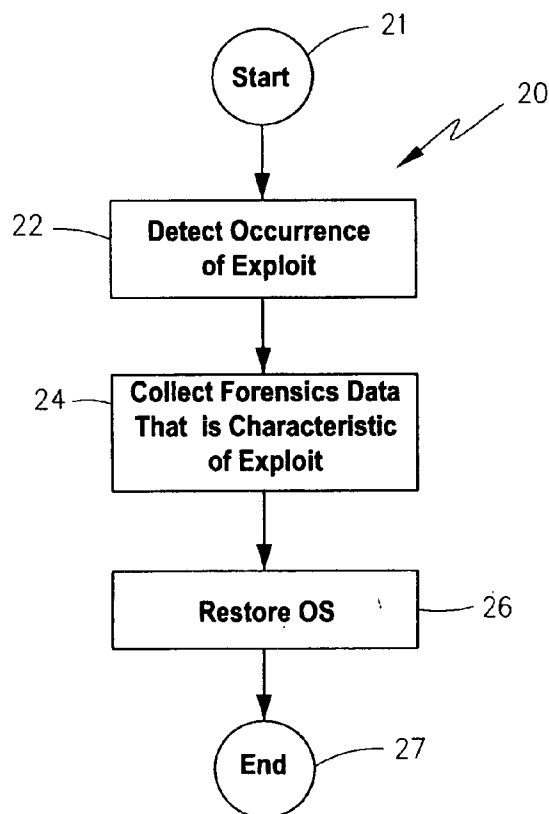 21
Start
20
22
Detect Occurrence
of Exploit
24
Collect Forensics Data
That is Characteristic
of Exploit
Restore OS
26
End
27